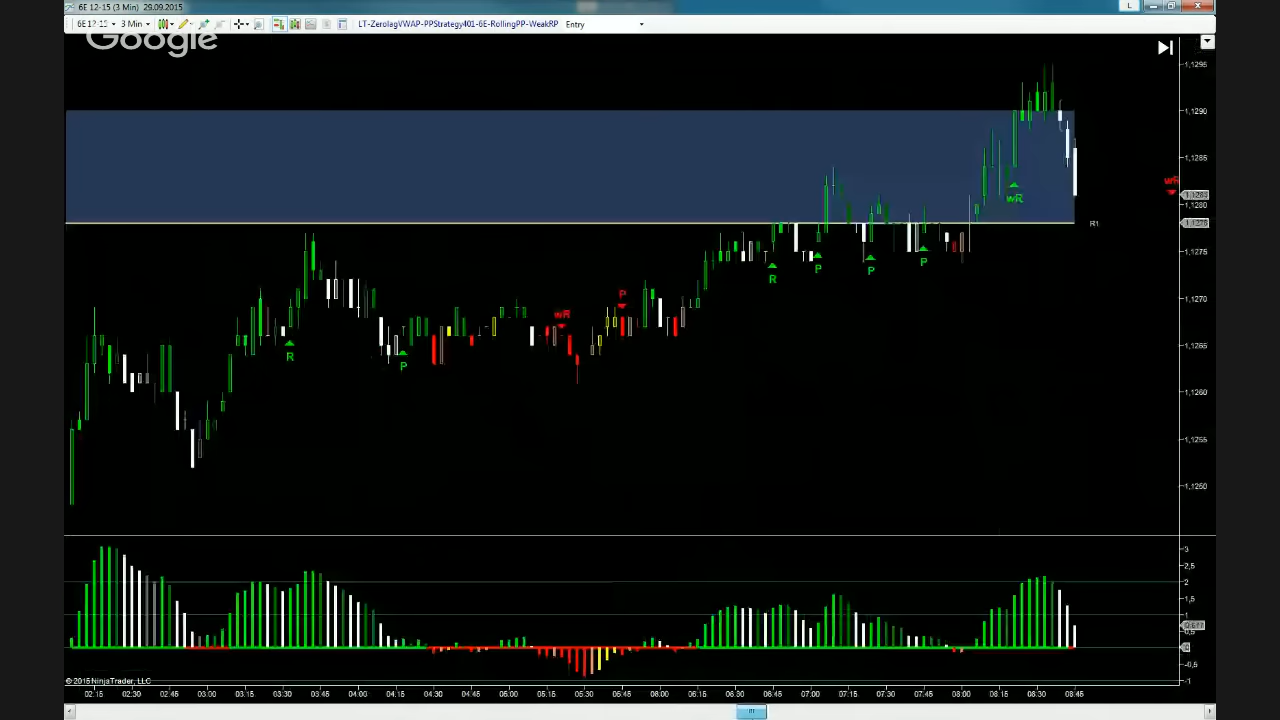 6E 12-15 (3 Min) 29.09.2015
L
6E 12-15 3 Min LT-ZerolagVWAP-PPStrategy401-6E-RollingPP-WeakRP Entry
Google
1,1295
1,1290
1,1285
wR
1,1280
wR
1,1278
R1
1,1275
P
P
P
R
1,1270
P
wR
1,1265
R
P
1,1260
1,1255
1,1250
3
2,5
2
1,5
1
0,5
-0,5
-1
© 2015 NinjaTrader, LLC
02:15 02:30 02:45 03:00 03:15 03:30 03:45 04:00 04:15 04:30 04:45 05:00 05:15 05:30 05:45 06:00 06:15 06:30 06:45 07:00 07:15 07:30 07:45 08:00 08:15 08:30 08:45